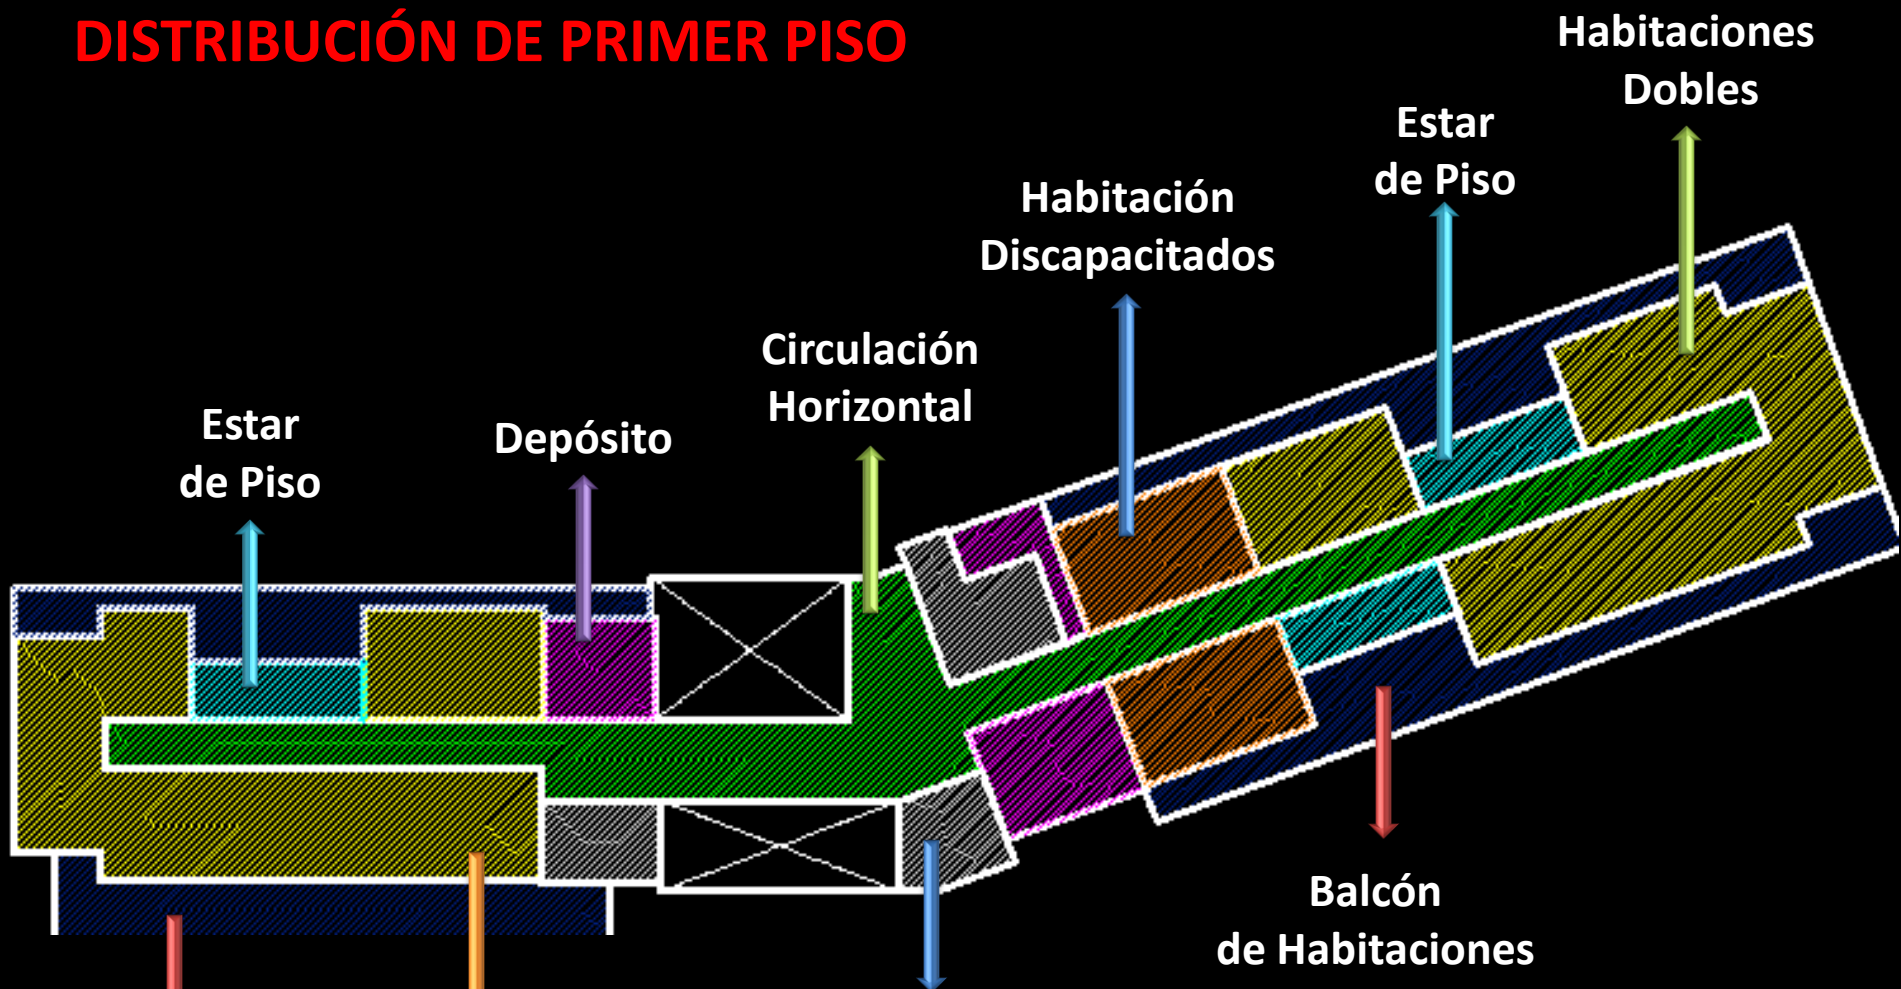 DISTRIBUCIÓN DE PRIMER PISO
Habitaciones
Dobles
Estar
de Piso
Habitación
Discapacitados
Circulación
Horizontal
Estar
de Piso
Depósito
Balcón
de Habitaciones